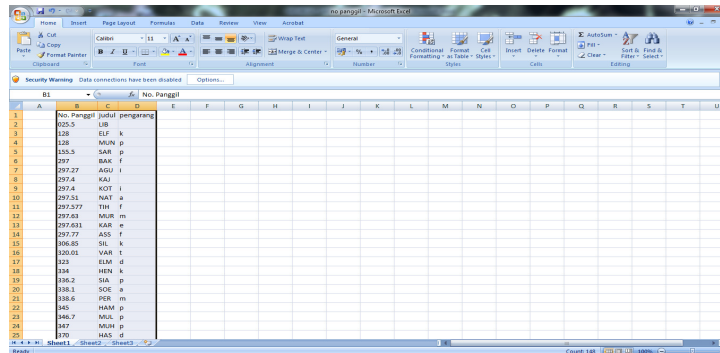 no panggil - Microsoft Excel
Home Insert Page Layout Formulas Data Review View Acrobat
Cut
Copy
Format Painter
Paste
Clipboard
Calibri 11
Font
Wrap Text
Merge & Center
Alignment
General
Number
Conditional Formatting
Format as Table
Cell Styles
Styles
Insert Delete Format
Cells
Σ AutoSum
Fill
Clear
Sort & Filter
Find & Select
Editing
Security Warning Data connections have been disabled Options...
B1 fx No. Panggil
A B C D E F G H I J K L M N O P Q R S T U
1 No. Panggil judul pengarang
2 025.5 LIB
3 128 ELF k
4 128 MUN p
5 155.5 SAR p
6 297 BAK f
7 297.27 AGU i
8 297.4 KAJ
9 297.4 KOT i
10 297.51 NAT a
11 297.577 TIH f
12 297.63 MUR m
13 297.631 KAR e
14 297.77 ASS f
15 306.85 SIL k
16 320.01 VAR t
17 323 ELM d
18 334 HEN k
19 336.2 SIA p
20 338.1 SOE a
21 338.6 PER m
22 345 HAM p
23 346.7 MUL p
24 347 MUH p
25 370 HAS d
Sheet1 Sheet2 Sheet3
Ready Count: 148 100%